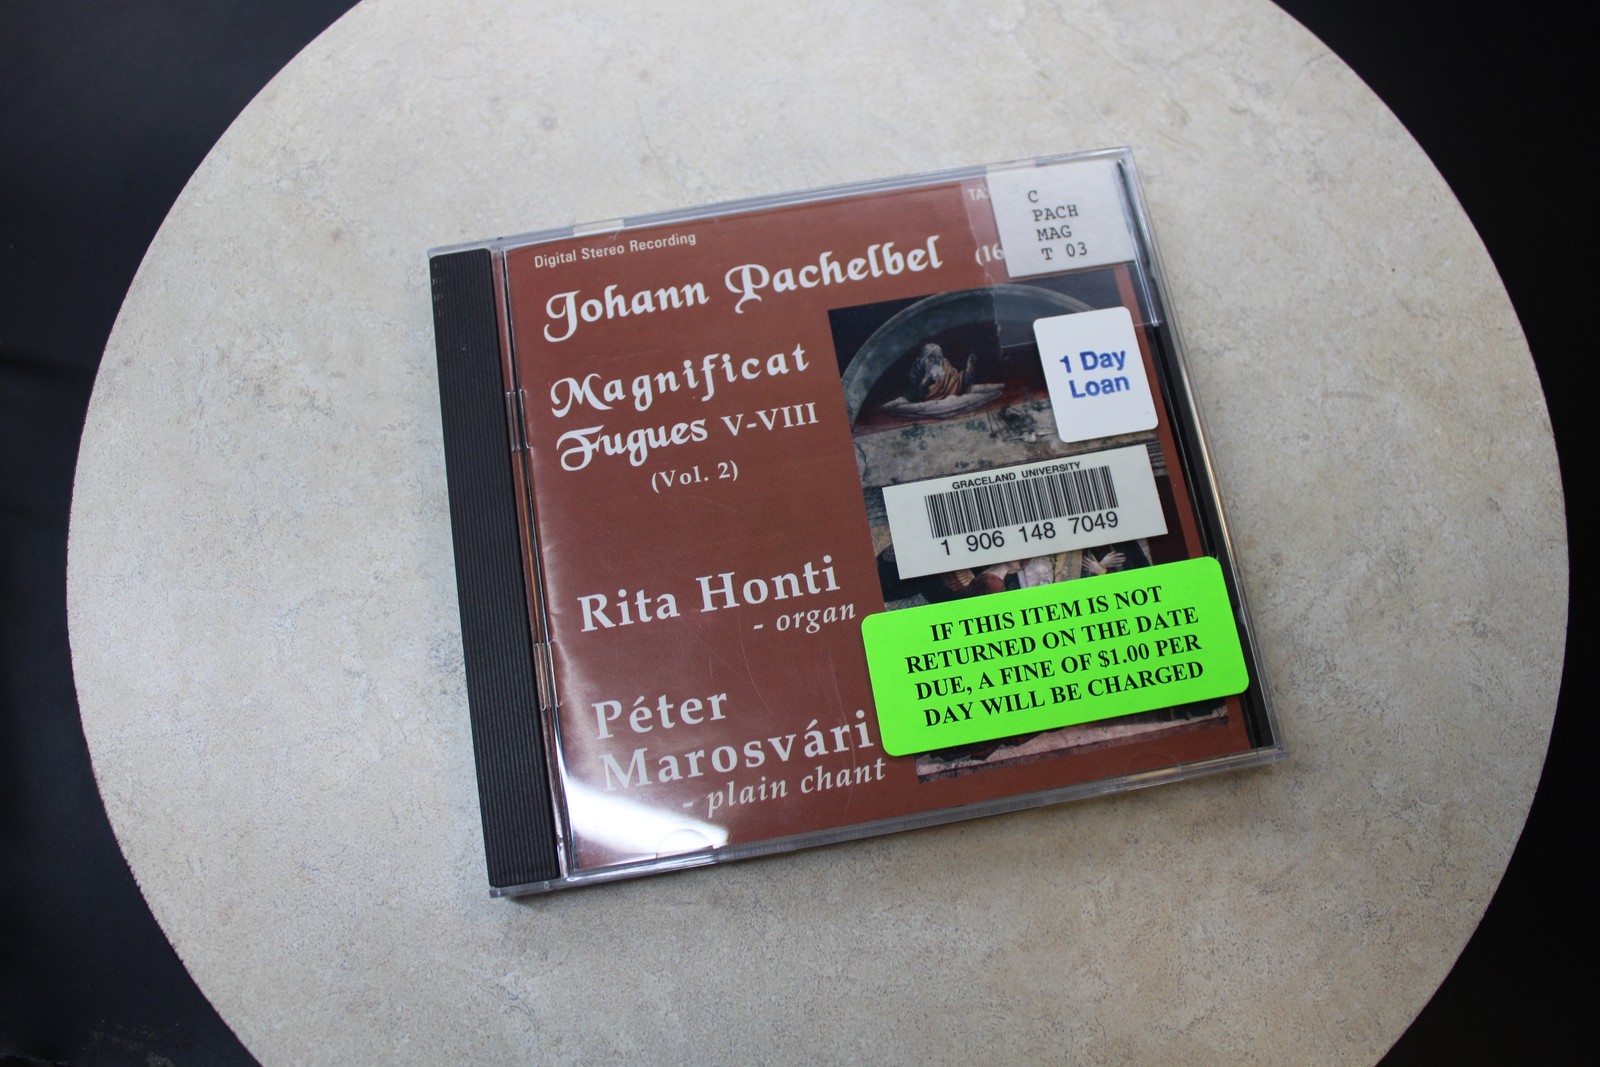 Digital Stereo Recording
Johann Pachelbel (16
Magnificat
Fugues V-VIII
(Vol. 2)
Rita Honti
- organ
Péter
Marosvári
- plain chant
C
PACH
MAG
T 03
1 Day
Loan
GRACELAND UNIVERSITY
1 906 148 7049
IF THIS ITEM IS NOT
RETURNED ON THE DATE
DUE, A FINE OF $1.00 PER
DAY WILL BE CHARGED